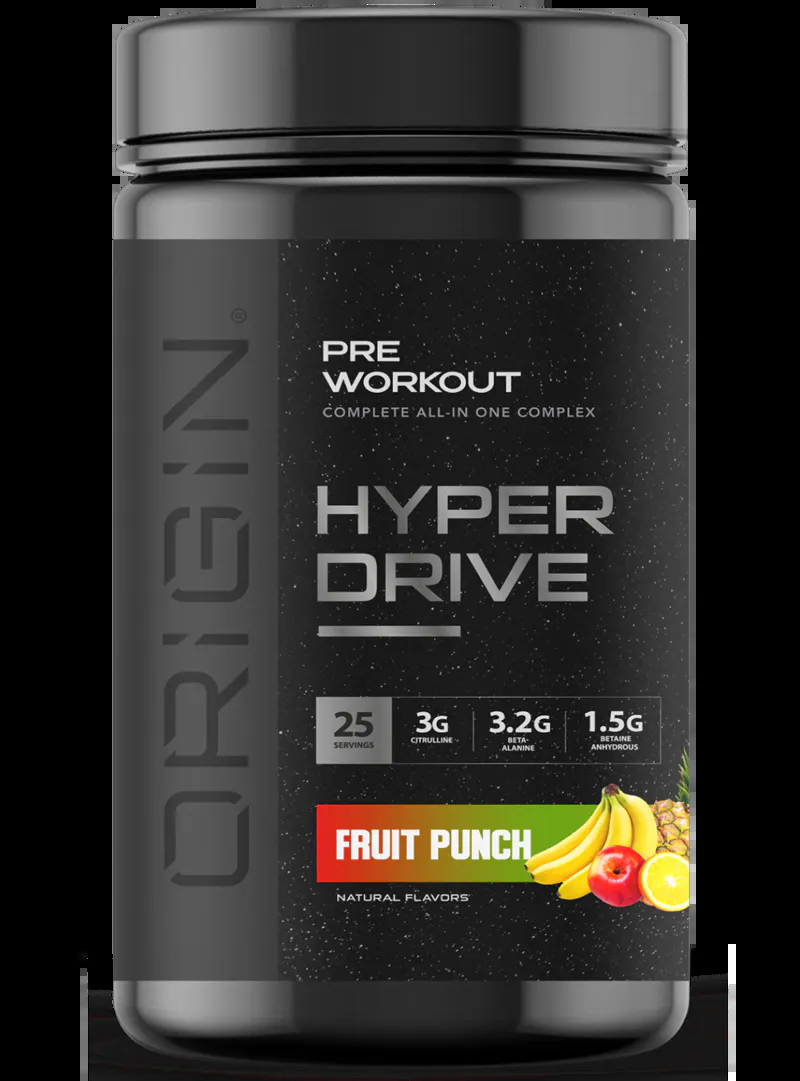 ORIGIN®
PRE
WORKOUT
COMPLETE ALL-IN ONE COMPLEX
HYPER
DRIVE
25
SERVINGS
3G
CITRULLINE
3.2G
BETA-
ALANINE
1.5G
BETAINE
ANHYDROUS
FRUIT PUNCH
NATURAL FLAVORS